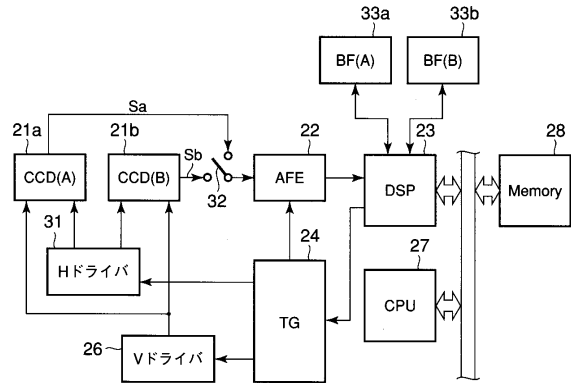 33a
33b
BF(A)
BF(B)
Sa
21a
21b
Sb
22
23
28
CCD(A)
CCD(B)
32
AFE
DSP
Memory
31
24
27
Hドライバ
TG
CPU
26
Vドライバ